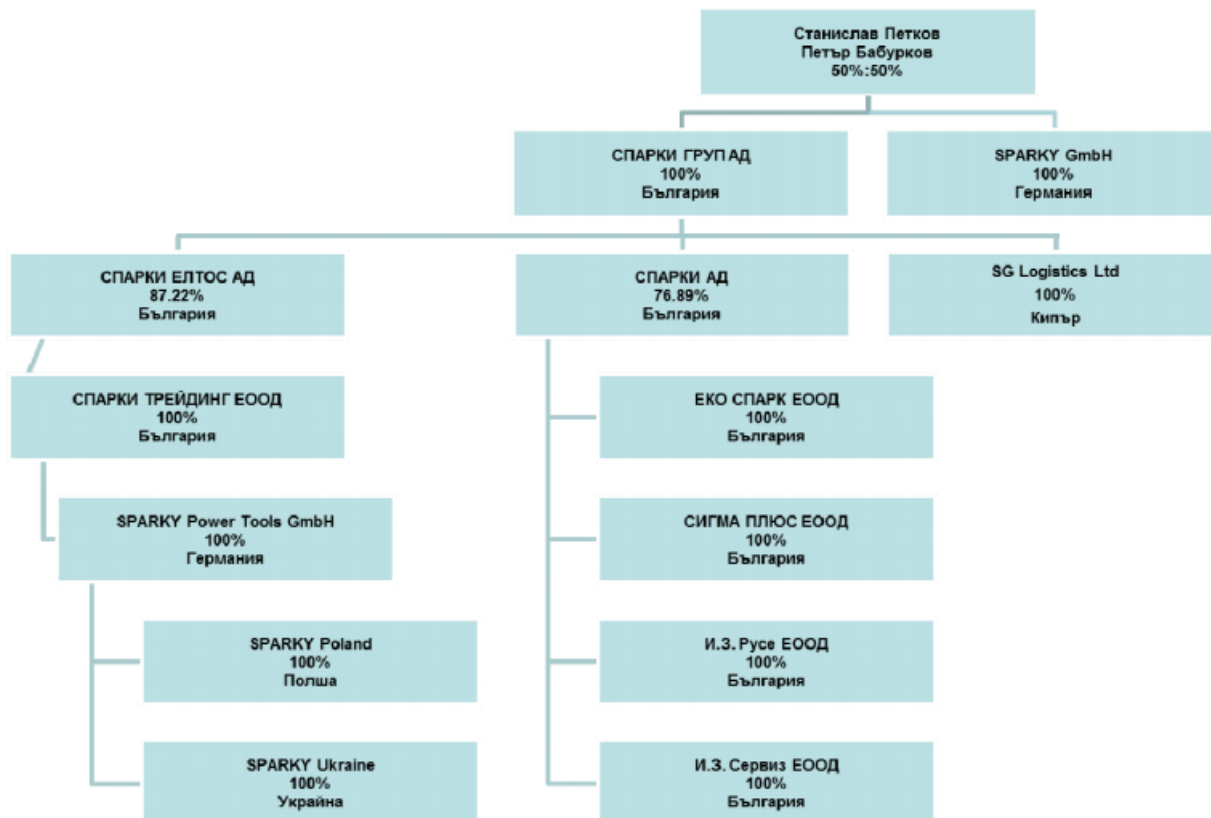 Станислав Петков
Петър Бабурков
50%:50%
СПАРКИ ГРУП АД
100%
България
SPARKY GmbH
100%
Германия
СПАРКИ ЕЛТОС АД
87.22%
България
СПАРКИ АД
76.89%
България
SG Logistics Ltd
100%
Кипър
СПАРКИ ТРЕЙДИНГ ЕООД
100%
България
ЕКО СПАРК ЕООД
100%
България
SPARKY Power Tools GmbH
100%
Германия
СИГМА ПЛЮС ЕООД
100%
България
SPARKY Poland
100%
Полша
И.З. Русе ЕООД
100%
България
SPARKY Ukraine
100%
Украйна
И.З. Сервиз ЕООД
100%
България